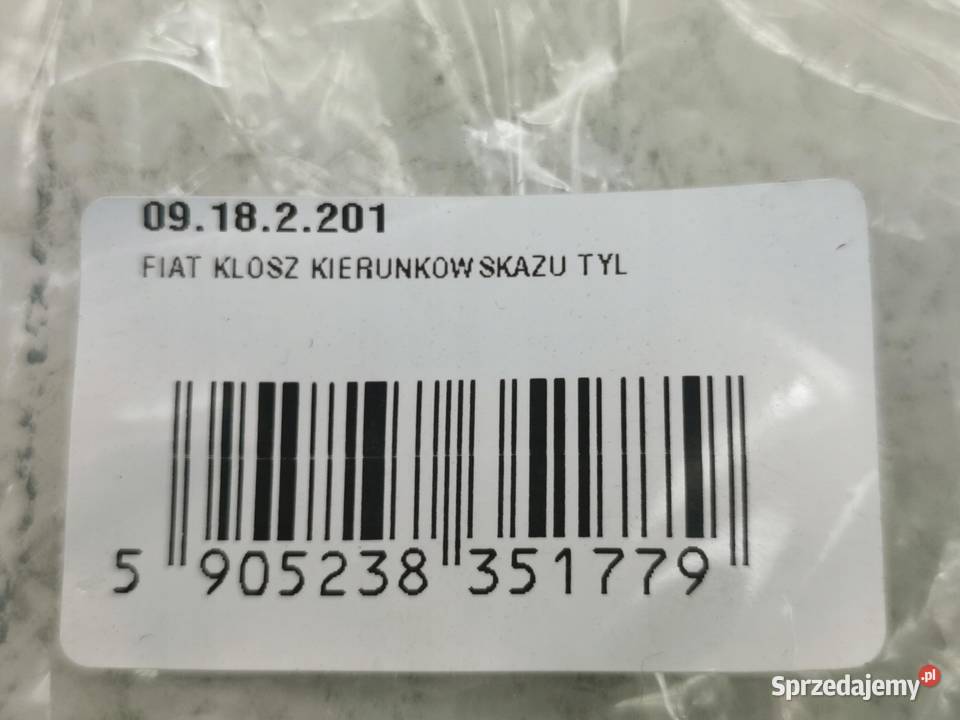 09.18.2.201
FIAT KLOSZ KIERUNKOWSKAZU TYL
5 905238 351779
Sprzedajemy.pl